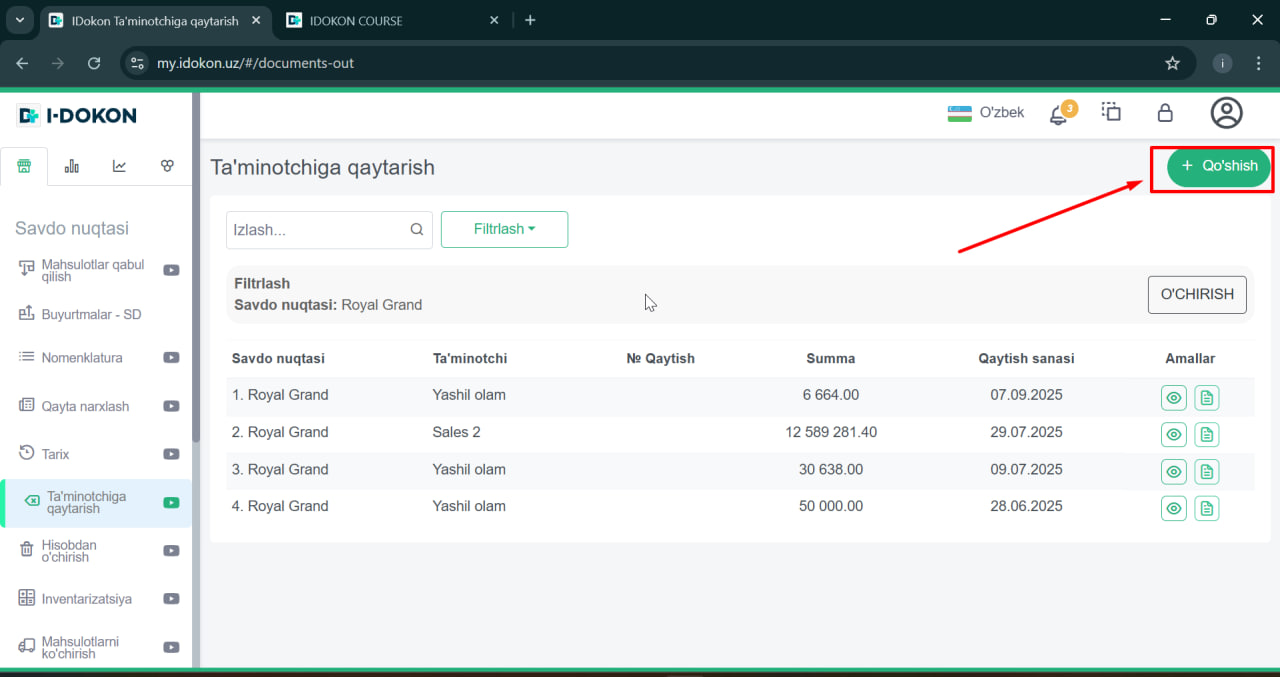 IDokon Ta'minotchiga qaytarish
IDOKON COURSE
my.idokon.uz/#/documents-out
i
I-DOKON
O'zbek
3
Savdo nuqtasi
Mahsulotlar qabul
qilish
Buyurtmalar - SD
Nomenklatura
Qayta narxlash
Tarix
Ta'minotchiga
qaytarish
Hisobdan
o'chirish
Inventarizatsiya
Mahsulotlarni
ko'chirish
Ta'minotchiga qaytarish
+ Qo'shish
Izlash...
Filtrlash
Filtrlash
Savdo nuqtasi: Royal Grand
O'CHIRISH
Savdo nuqtasi Ta'minotchi № Qaytish Summa Qaytish sanasi Amallar
1. Royal Grand Yashil olam 6 664.00 07.09.2025
2. Royal Grand Sales 2 12 589 281.40 29.07.2025
3. Royal Grand Yashil olam 30 638.00 09.07.2025
4. Royal Grand Yashil olam 50 000.00 28.06.2025